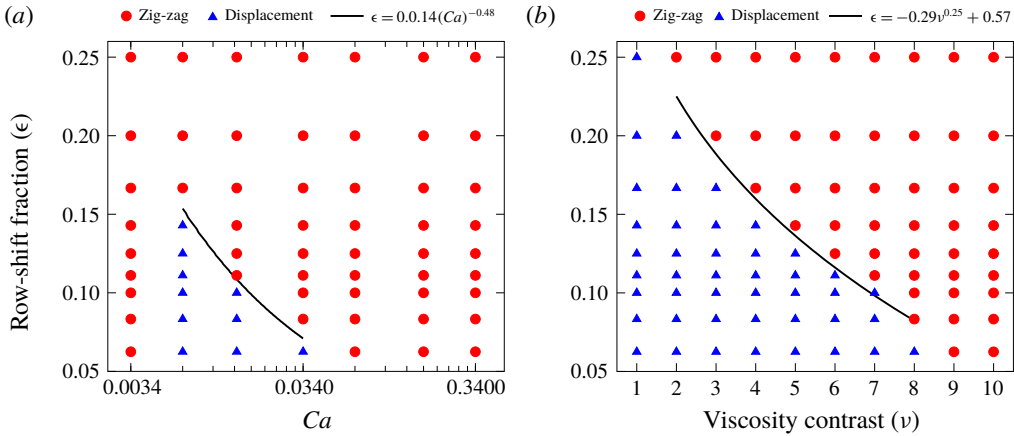 (a) Zig-zag Displacement ϵ = 0.0.14(Ca)^−0.48
(b) Zig-zag Displacement ϵ = −0.29ν^0.25 + 0.57
Row-shift fraction (ϵ)
0.25
0.20
0.15
0.10
0.05
0.0034 0.0340 0.3400
Ca
0.25
0.20
0.15
0.10
0.05
1 2 3 4 5 6 7 8 9 10
Viscosity contrast (ν)